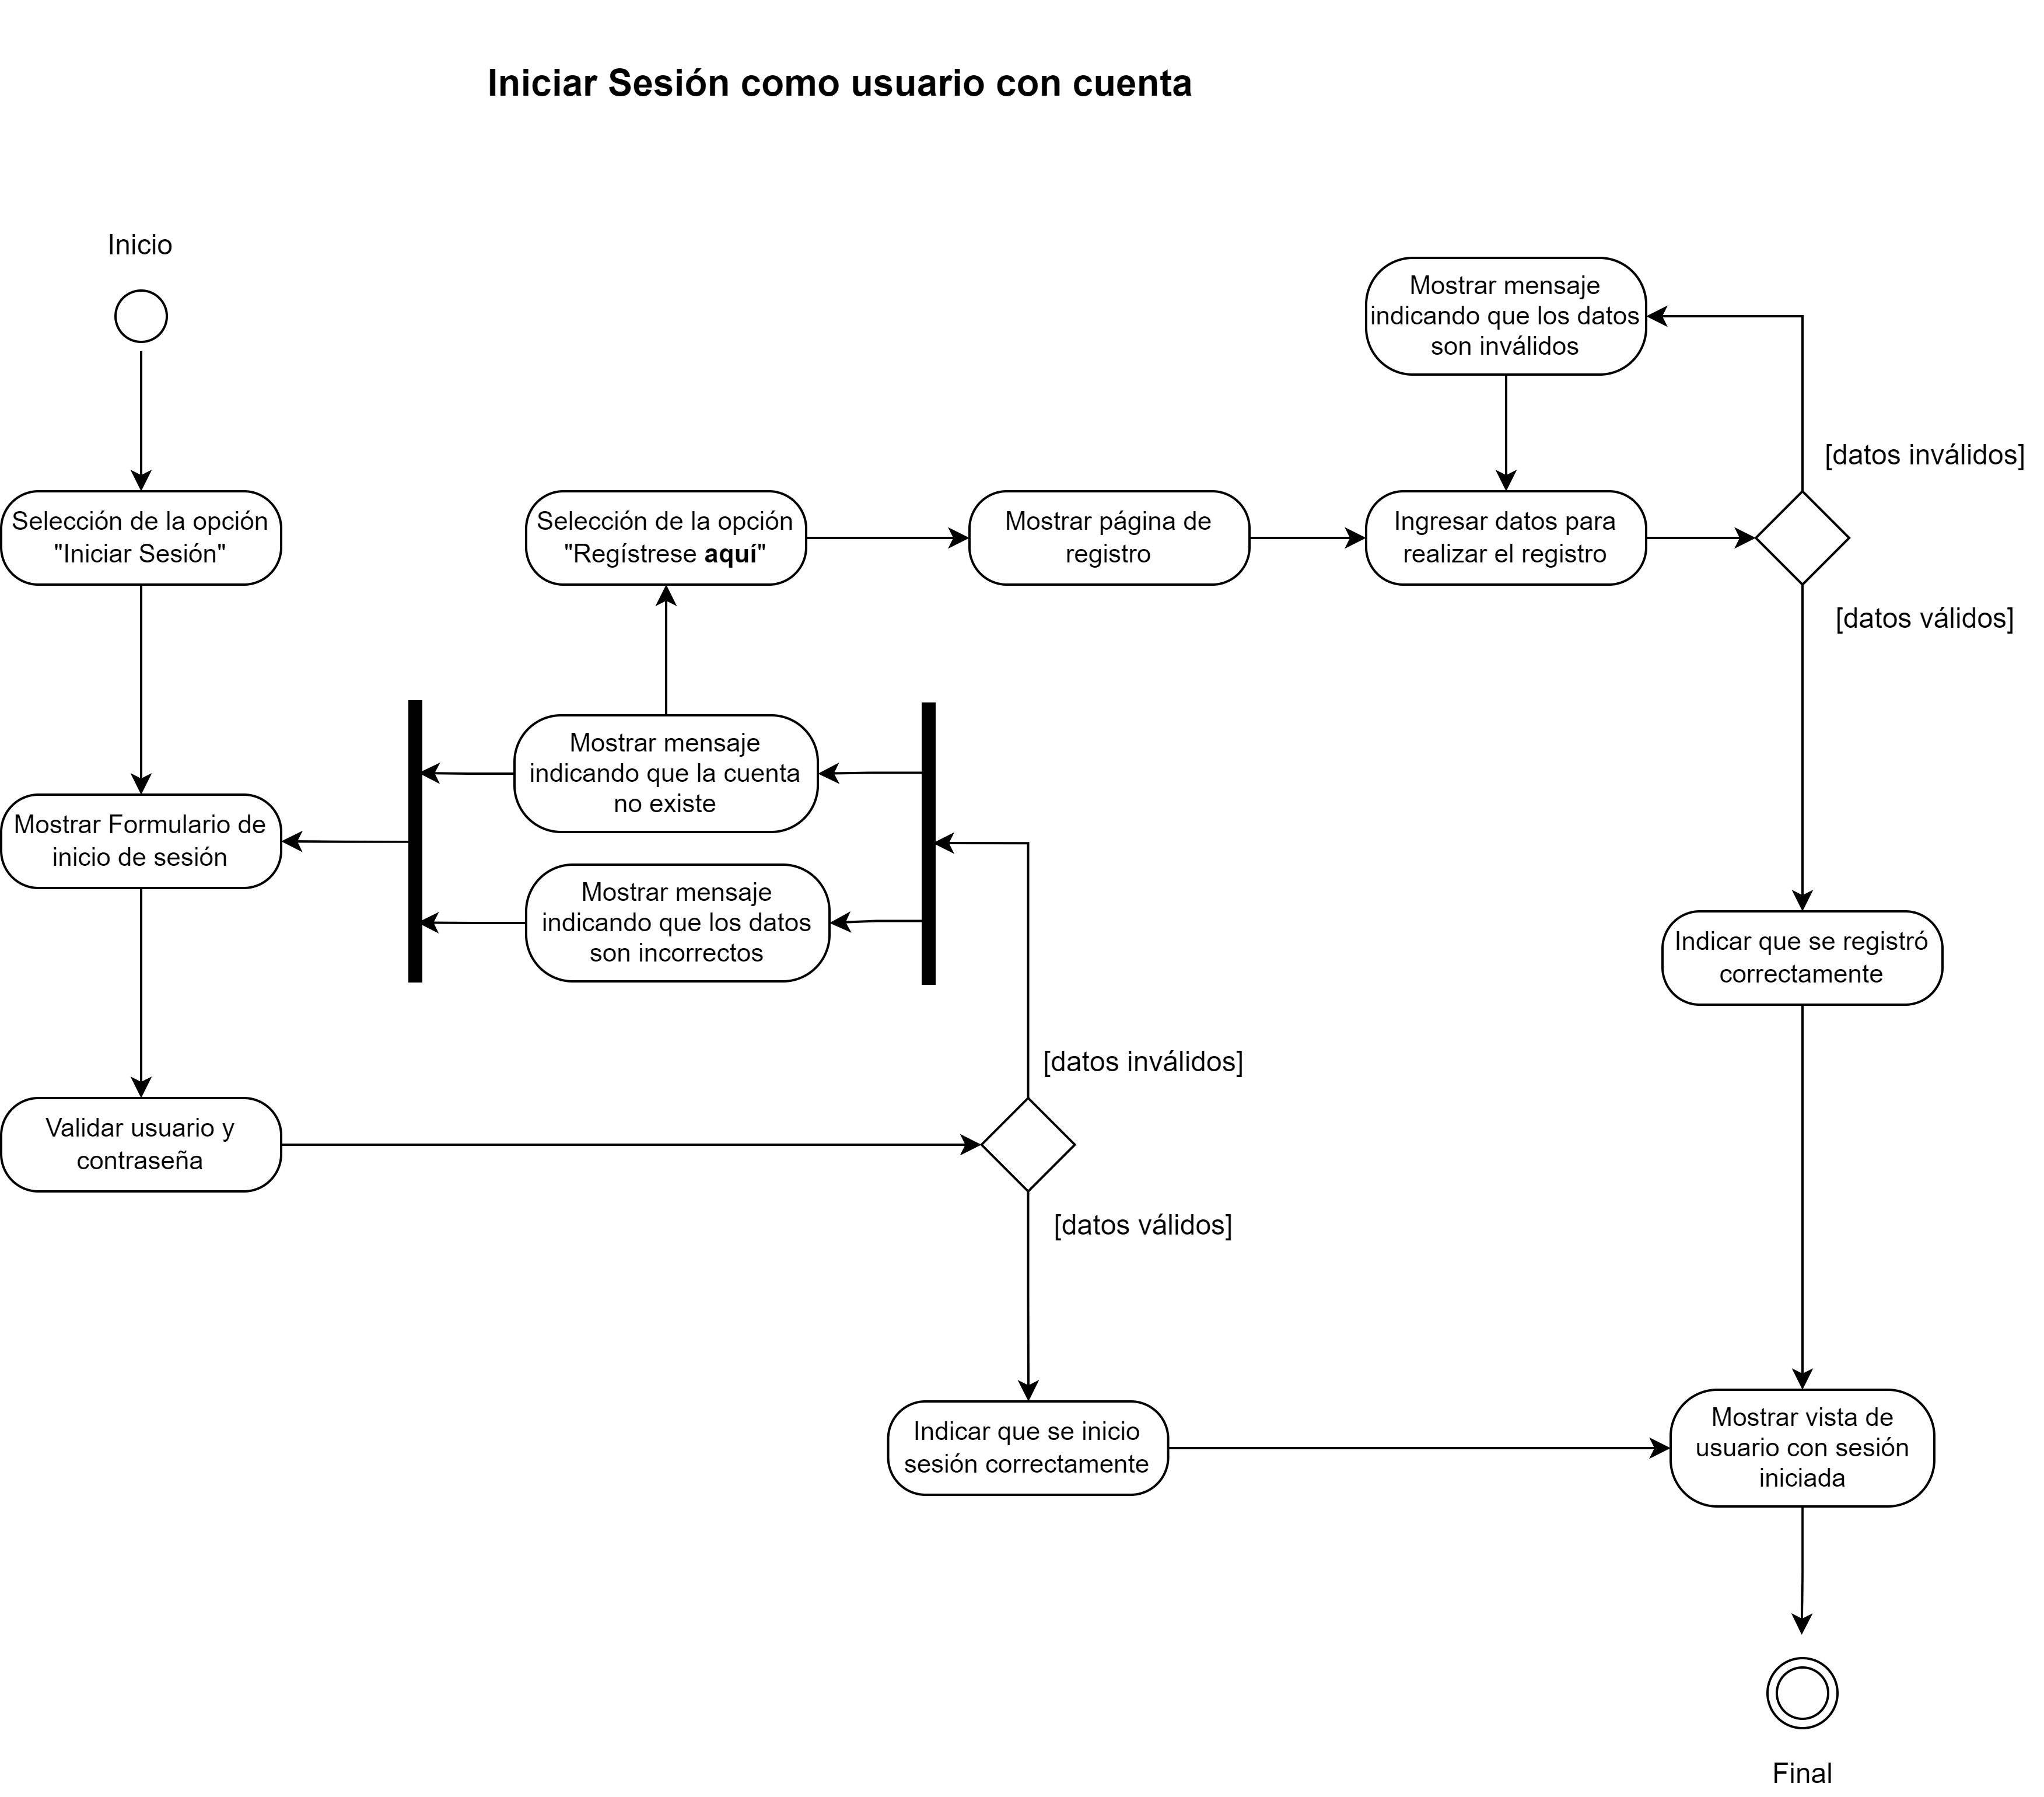 Iniciar Sesión como usuario con cuenta
Inicio
Mostrar mensaje
indicando que los datos
son inválidos
[datos inválidos]
Selección de la opción
"Iniciar Sesión"
Selección de la opción
"Regístrese aquí"
Mostrar página de
registro
Ingresar datos para
realizar el registro
[datos válidos]
Mostrar mensaje
indicando que la cuenta
no existe
Mostrar Formulario de
inicio de sesión
Mostrar mensaje
indicando que los datos
son incorrectos
Indicar que se registró
correctamente
[datos inválidos]
Validar usuario y
contraseña
[datos válidos]
Indicar que se inicio
sesión correctamente
Mostrar vista de
usuario con sesión
iniciada
Final